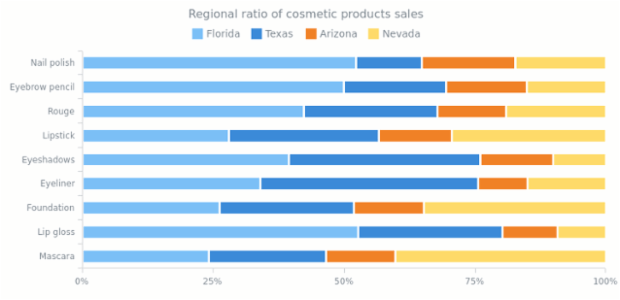 Regional ratio of cosmetic products sales
Florida Texas Arizona Nevada
Nail polish
Eyebrow pencil
Rouge
Lipstick
Eyeshadows
Eyeliner
Foundation
Lip gloss
Mascara
0% 25% 50% 75% 100%